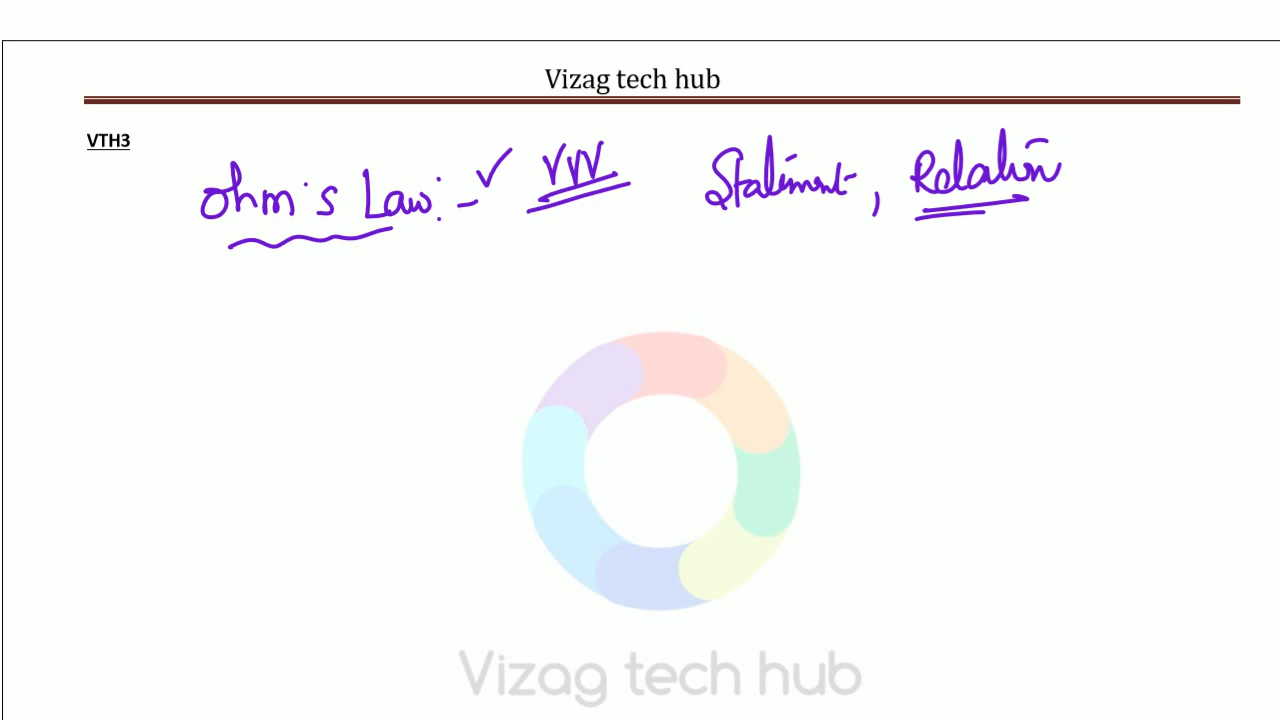 Vizag tech hub
VTH3
Ohm's Law:- ✓ VVV Statement, Relation
Vizag tech hub